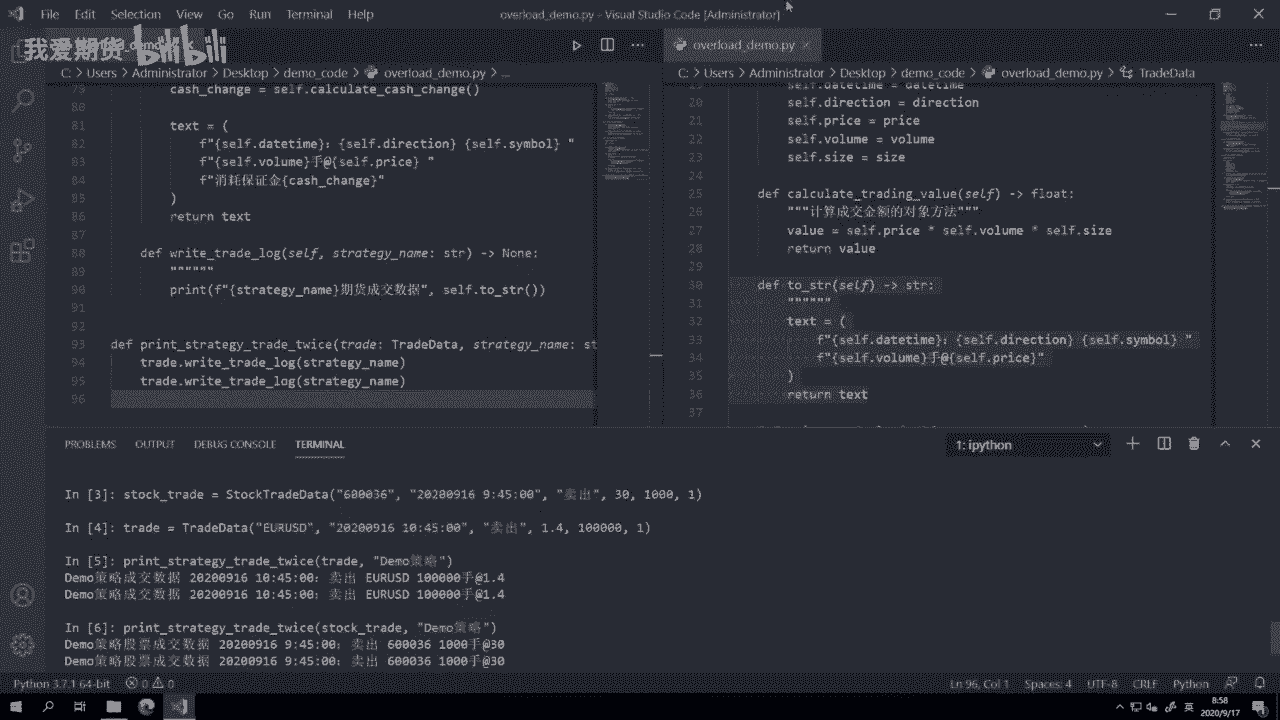 File Edit Selection View Go Run Terminal Help
overload_demo.py - Visual Studio Code [Administrator]
我爱期货 bilibili
overload_demo.py
C: > Users > Administrator > Desktop > demo_code > overload_demo.py > ...
79 cash_change = self.calculate_cash_change()
80
81 text = (
82 f"{self.datetime}: {self.direction} {self.symbol} "
83 f"{self.volume}手@{self.price} "
84 f"消耗保证金{cash_change}"
85 )
86 return text
87
88 def write_trade_log(self, strategy_name: str) -> None:
89 """"""
90 print(f"{strategy_name}期货成交数据", self.to_str())
91
92
93 def print_strategy_trade_twice(trade: TradeData, strategy_name: st
94 trade.write_trade_log(strategy_name)
95 trade.write_trade_log(strategy_name)
96
C: > Users > Administrator > Desktop > demo_code > overload_demo.py > TradeData
self.datetime = datetime
20 self.direction = direction
21 self.price = price
22 self.volume = volume
23 self.size = size
24
25 def calculate_trading_value(self) -> float:
26 """计算成交金额的对象方法"""
27 value = self.price * self.volume * self.size
28 return value
29
30 def to_str(self) -> str:
31 """"""
32 text = (
33 f"{self.datetime}: {self.direction} {self.symbol} "
34 f"{self.volume}手@{self.price}"
35 )
36 return text
37
PROBLEMS OUTPUT DEBUG CONSOLE TERMINAL
1: ipython
In [3]: stock_trade = StockTradeData("600036", "20200916 9:45:00", "卖出", 30, 1000, 1)
In [4]: trade = TradeData("EURUSD", "20200916 10:45:00", "卖出", 1.4, 100000, 1)
In [5]: print_strategy_trade_twice(trade, "Demo策略")
Demo策略成交数据 20200916 10:45:00: 卖出 EURUSD 100000手@1.4
Demo策略成交数据 20200916 10:45:00: 卖出 EURUSD 100000手@1.4
In [6]: print_strategy_trade_twice(stock_trade, "Demo策略")
Demo策略股票成交数据 20200916 9:45:00: 卖出 600036 1000手@30
Demo策略股票成交数据 20200916 9:45:00: 卖出 600036 1000手@30
Python 3.7.1 64-bit 0 0
Ln 96, Col 1 Spaces: 4 UTF-8 CRLF Python
英
8:58
2020/9/17